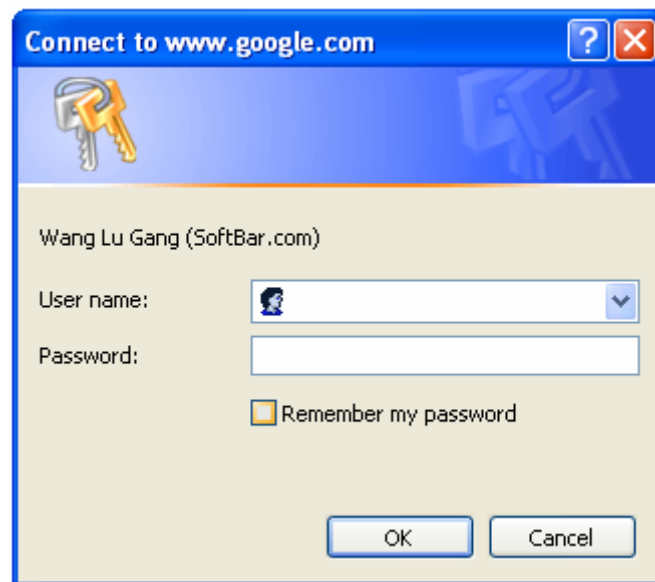 Connect to www.google.com
Wang Lu Gang (SoftBar.com)
User name:
Password:
Remember my password
OK Cancel